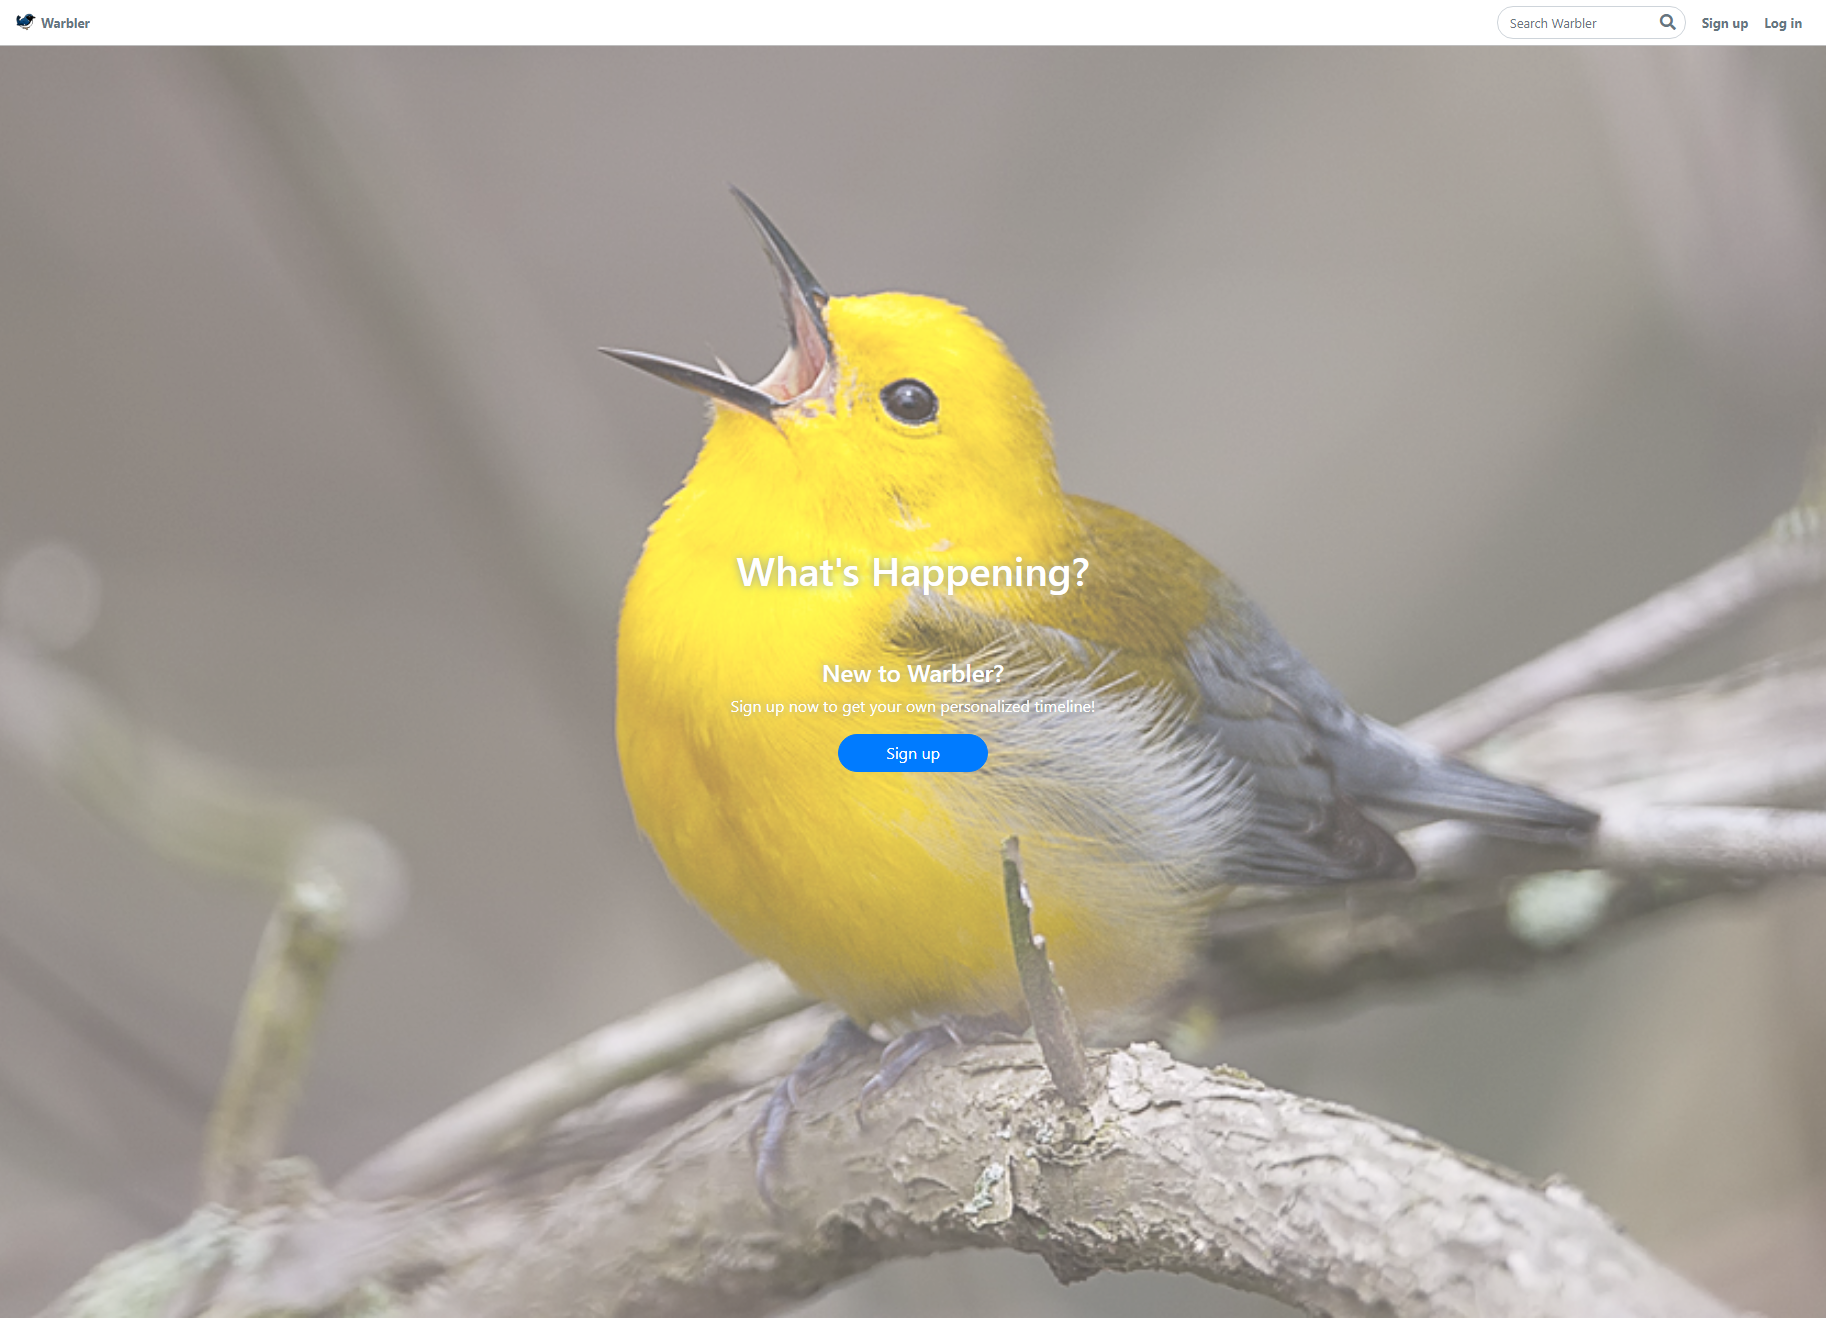 Warbler
Search Warbler
Sign up
Log in
What's Happening?
New to Warbler?
Sign up now to get your own personalized timeline!
Sign up